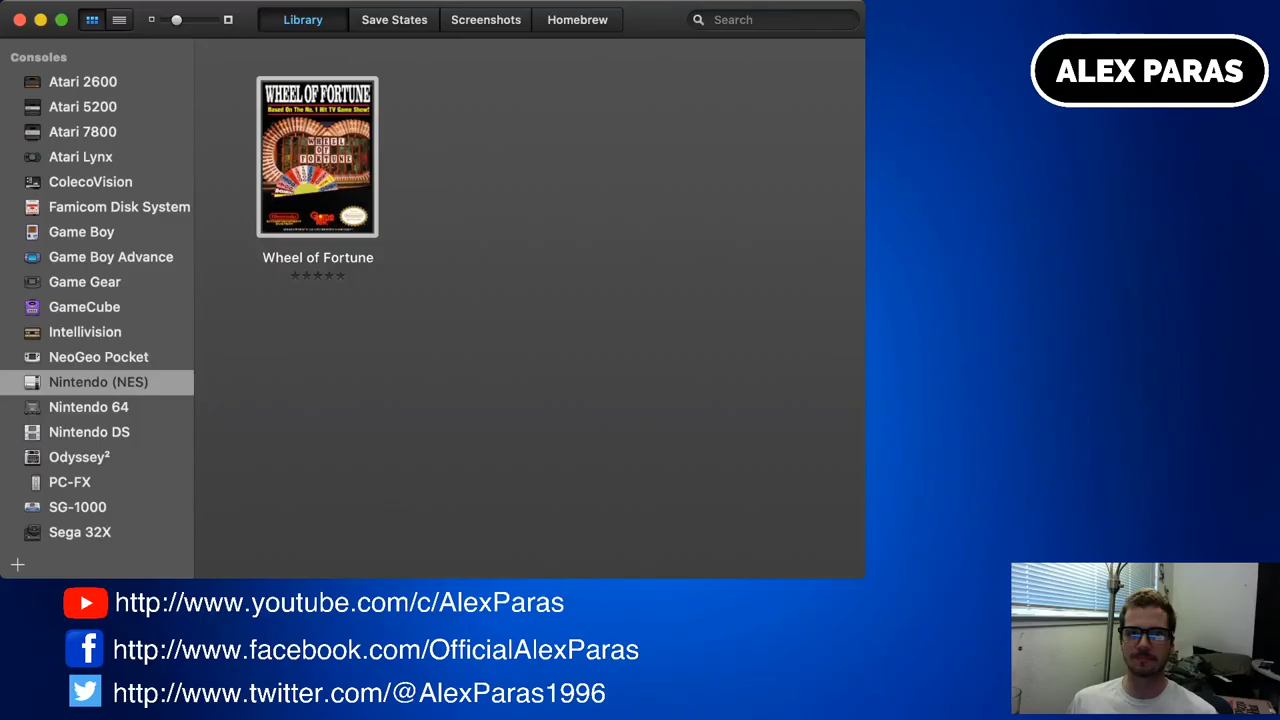 Library
Save States
Screenshots
Homebrew
Search
ALEX PARAS
Consoles
Atari 2600
Atari 5200
Atari 7800
Atari Lynx
ColecoVision
Famicom Disk System
Game Boy
Game Boy Advance
Game Gear
GameCube
Intellivision
NeoGeo Pocket
Nintendo (NES)
Nintendo 64
Nintendo DS
Odyssey²
PC-FX
SG-1000
Sega 32X
WHEEL OF FORTUNE
Based On The No. 1 Hit TV Game Show!
WHEEL
OF
FORTUNE
Wheel of Fortune
http://www.youtube.com/c/AlexParas
http://www.facebook.com/OfficialAlexParas
http://www.twitter.com/@AlexParas1996